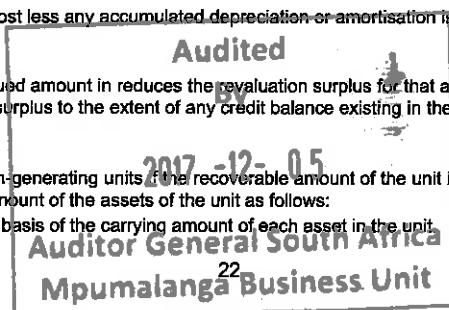 ost less any accumulated depreciation or amortisation is
Audited
ued amount in reduces the revaluation surplus for that a
By
surplus to the extent of any credit balance existing in the
2017 -12- 05
n-generating units if the recoverable amount of the unit i
nount of the assets of the unit as follows:
basis of the carrying amount of each asset in the unit.
Auditor General South Africa
22
Mpumalanga Business Unit